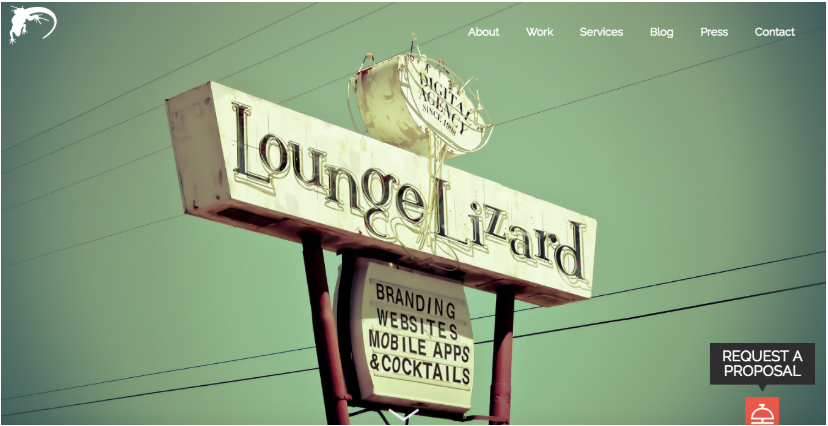 About Work Services Blog Press Contact
DIGITAL
AGENCY
SINCE 1998
Lounge Lizard
BRANDING
WEBSITES
MOBILE APPS
&COCKTAILS
REQUEST A
PROPOSAL